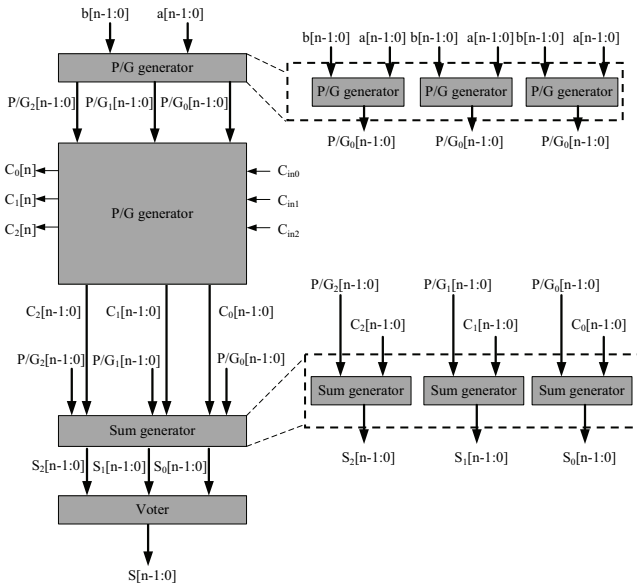 b[n-1:0] a[n-1:0]
P/G generator
P/G2[n-1:0] P/G1[n-1:0] P/G0[n-1:0]
b[n-1:0] a[n-1:0] b[n-1:0] a[n-1:0] b[n-1:0] a[n-1:0]
P/G generator P/G generator P/G generator
P/G0[n-1:0] P/G0[n-1:0] P/G0[n-1:0]
C0[n] Cin0
C1[n] P/G generator Cin1
C2[n] Cin2
C2[n-1:0] C1[n-1:0] C0[n-1:0]
P/G2[n-1:0] P/G1[n-1:0] P/G0[n-1:0]
Sum generator
P/G2[n-1:0] P/G1[n-1:0] P/G0[n-1:0]
C2[n-1:0] C1[n-1:0] C0[n-1:0]
Sum generator Sum generator Sum generator
S2[n-1:0] S1[n-1:0] S0[n-1:0]
S2[n-1:0] S1[n-1:0] S0[n-1:0]
Voter
S[n-1:0]